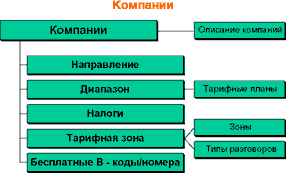 Компании
Компании
Описание компаний
Направление
Диапазон
Тарифные планы
Налоги
Тарифная зона
Зоны
Типы разговоров
Бесплатные В - коды/номера